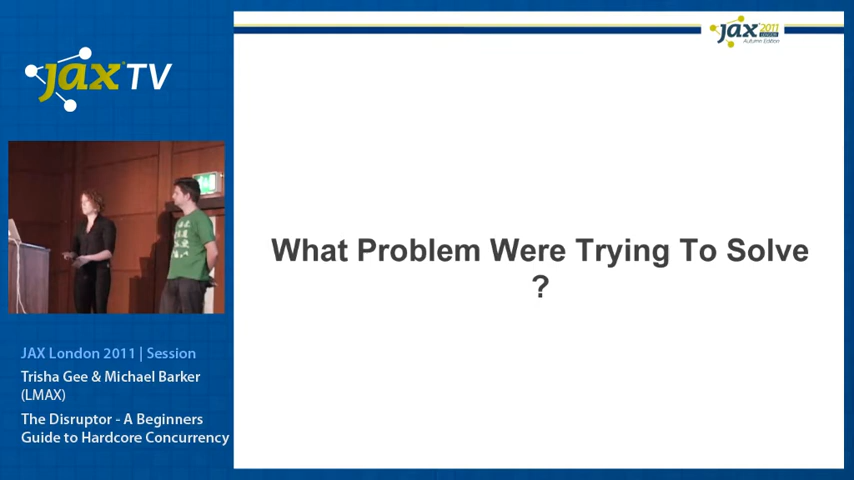 JAX TV
JAX 2011
LONDON
Autumn Edition
What Problem Were Trying To Solve
?
JAX London 2011 | Session
Trisha Gee & Michael Barker
(LMAX)
The Disruptor - A Beginners
Guide to Hardcore Concurrency